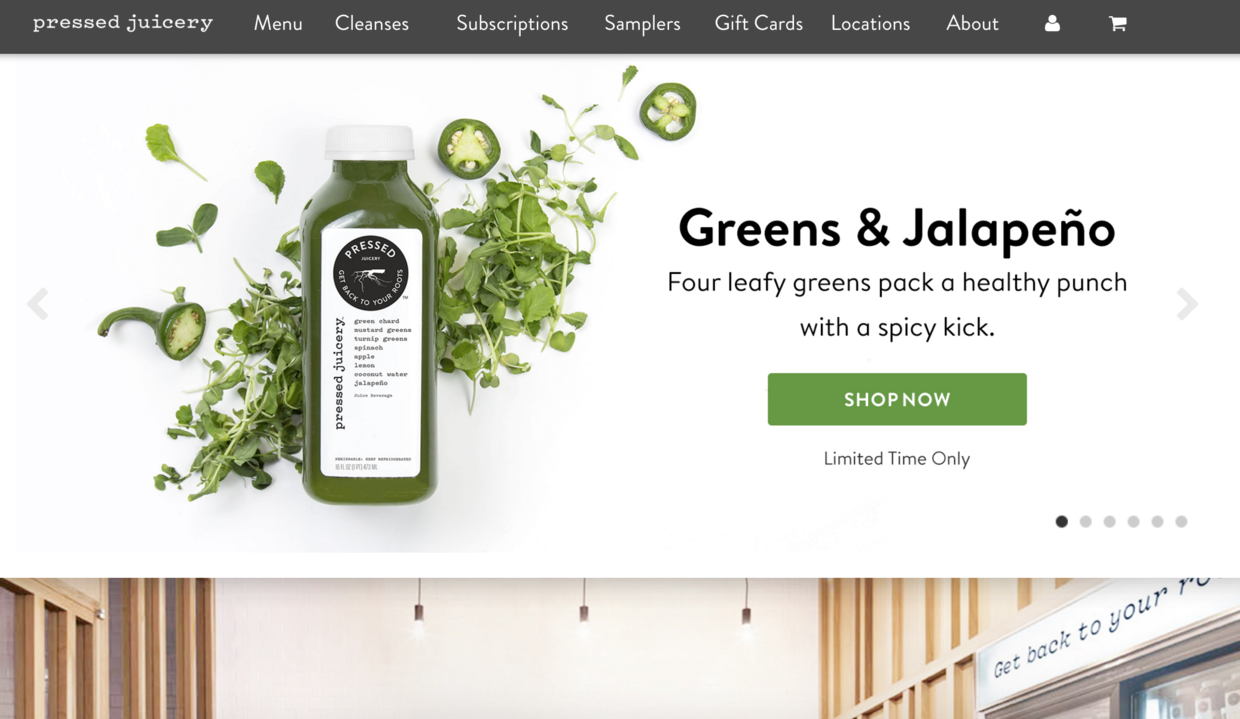 pressed juicery Menu Cleanses Subscriptions Samplers Gift Cards Locations About
PRESSED
JUICERY
GET BACK TO YOUR ROOTS
TM
pressed juicery
green chard
mustard greens
turnip greens
spinach
apple
lemon
coconut water
jalapeño
Juice Beverage
PERISHABLE: KEEP REFRIGERATED
16 FL OZ (1 PT) 473 ML
Greens & Jalapeño
Four leafy greens pack a healthy punch
with a spicy kick.
SHOP NOW
Limited Time Only
Get back to your